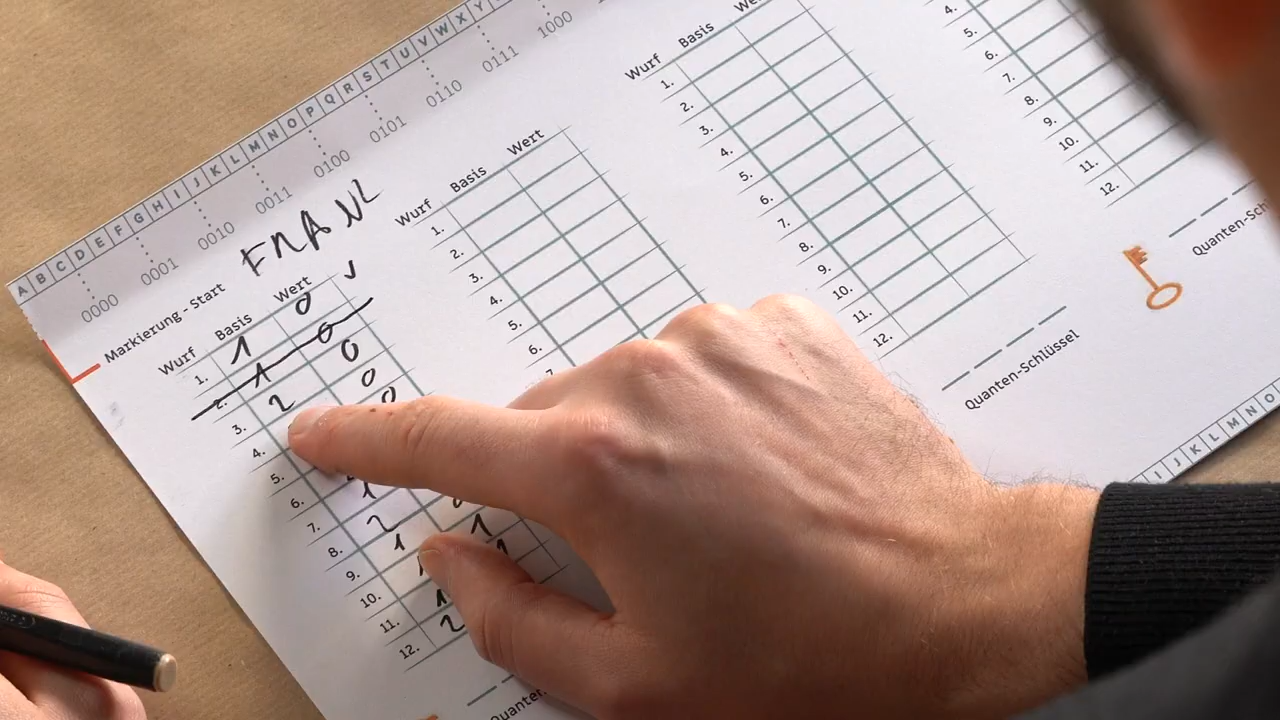 A B C D E F G H I J K L M N O P Q R S T U V W X Y
0000 0001 0010 0011 0100 0101 0110 0111 1000
Markierung - Start
Wurf Basis Wert
1. 1 0
2. 1 0
3. 2 0
4. 0
5. 0
6.
7. 1
8. 2
9. 1 1
10. 1
11. 1
12. 2
Wurf Basis Wert
1.
2.
3.
4.
5.
6.
Wurf Basis
1.
2.
3.
4.
5.
6.
7.
8.
9.
10.
11.
12.
Quanten-Schlüssel
4.
5.
6.
7.
8.
9.
10.
11.
12.
I J K L M N O